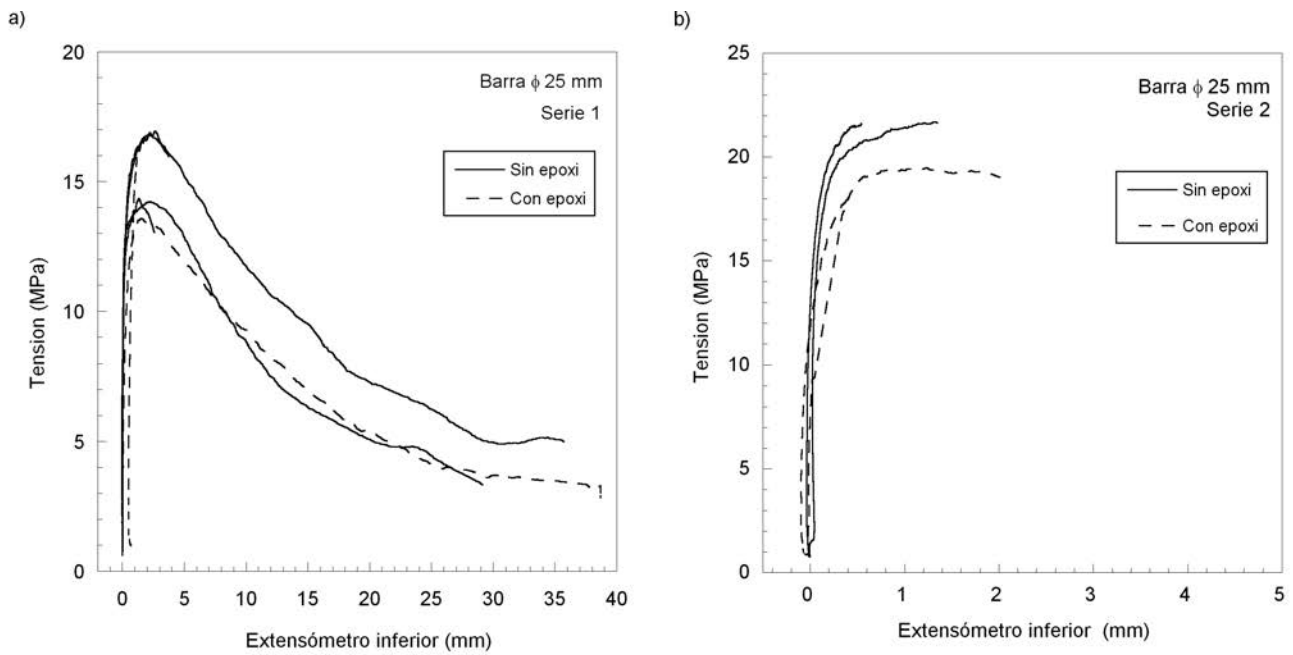 a)
20
15
10
5
0
Tension (MPa)
Barra ϕ 25 mm
Serie 1
Sin epoxi
Con epoxi
0 5 10 15 20 25 30 35 40
Extensómetro inferior (mm)
b)
25
20
15
10
5
0
Tension (MPa)
Barra ϕ 25 mm
Serie 2
Sin epoxi
Con epoxi
0 1 2 3 4 5
Extensómetro inferior (mm)